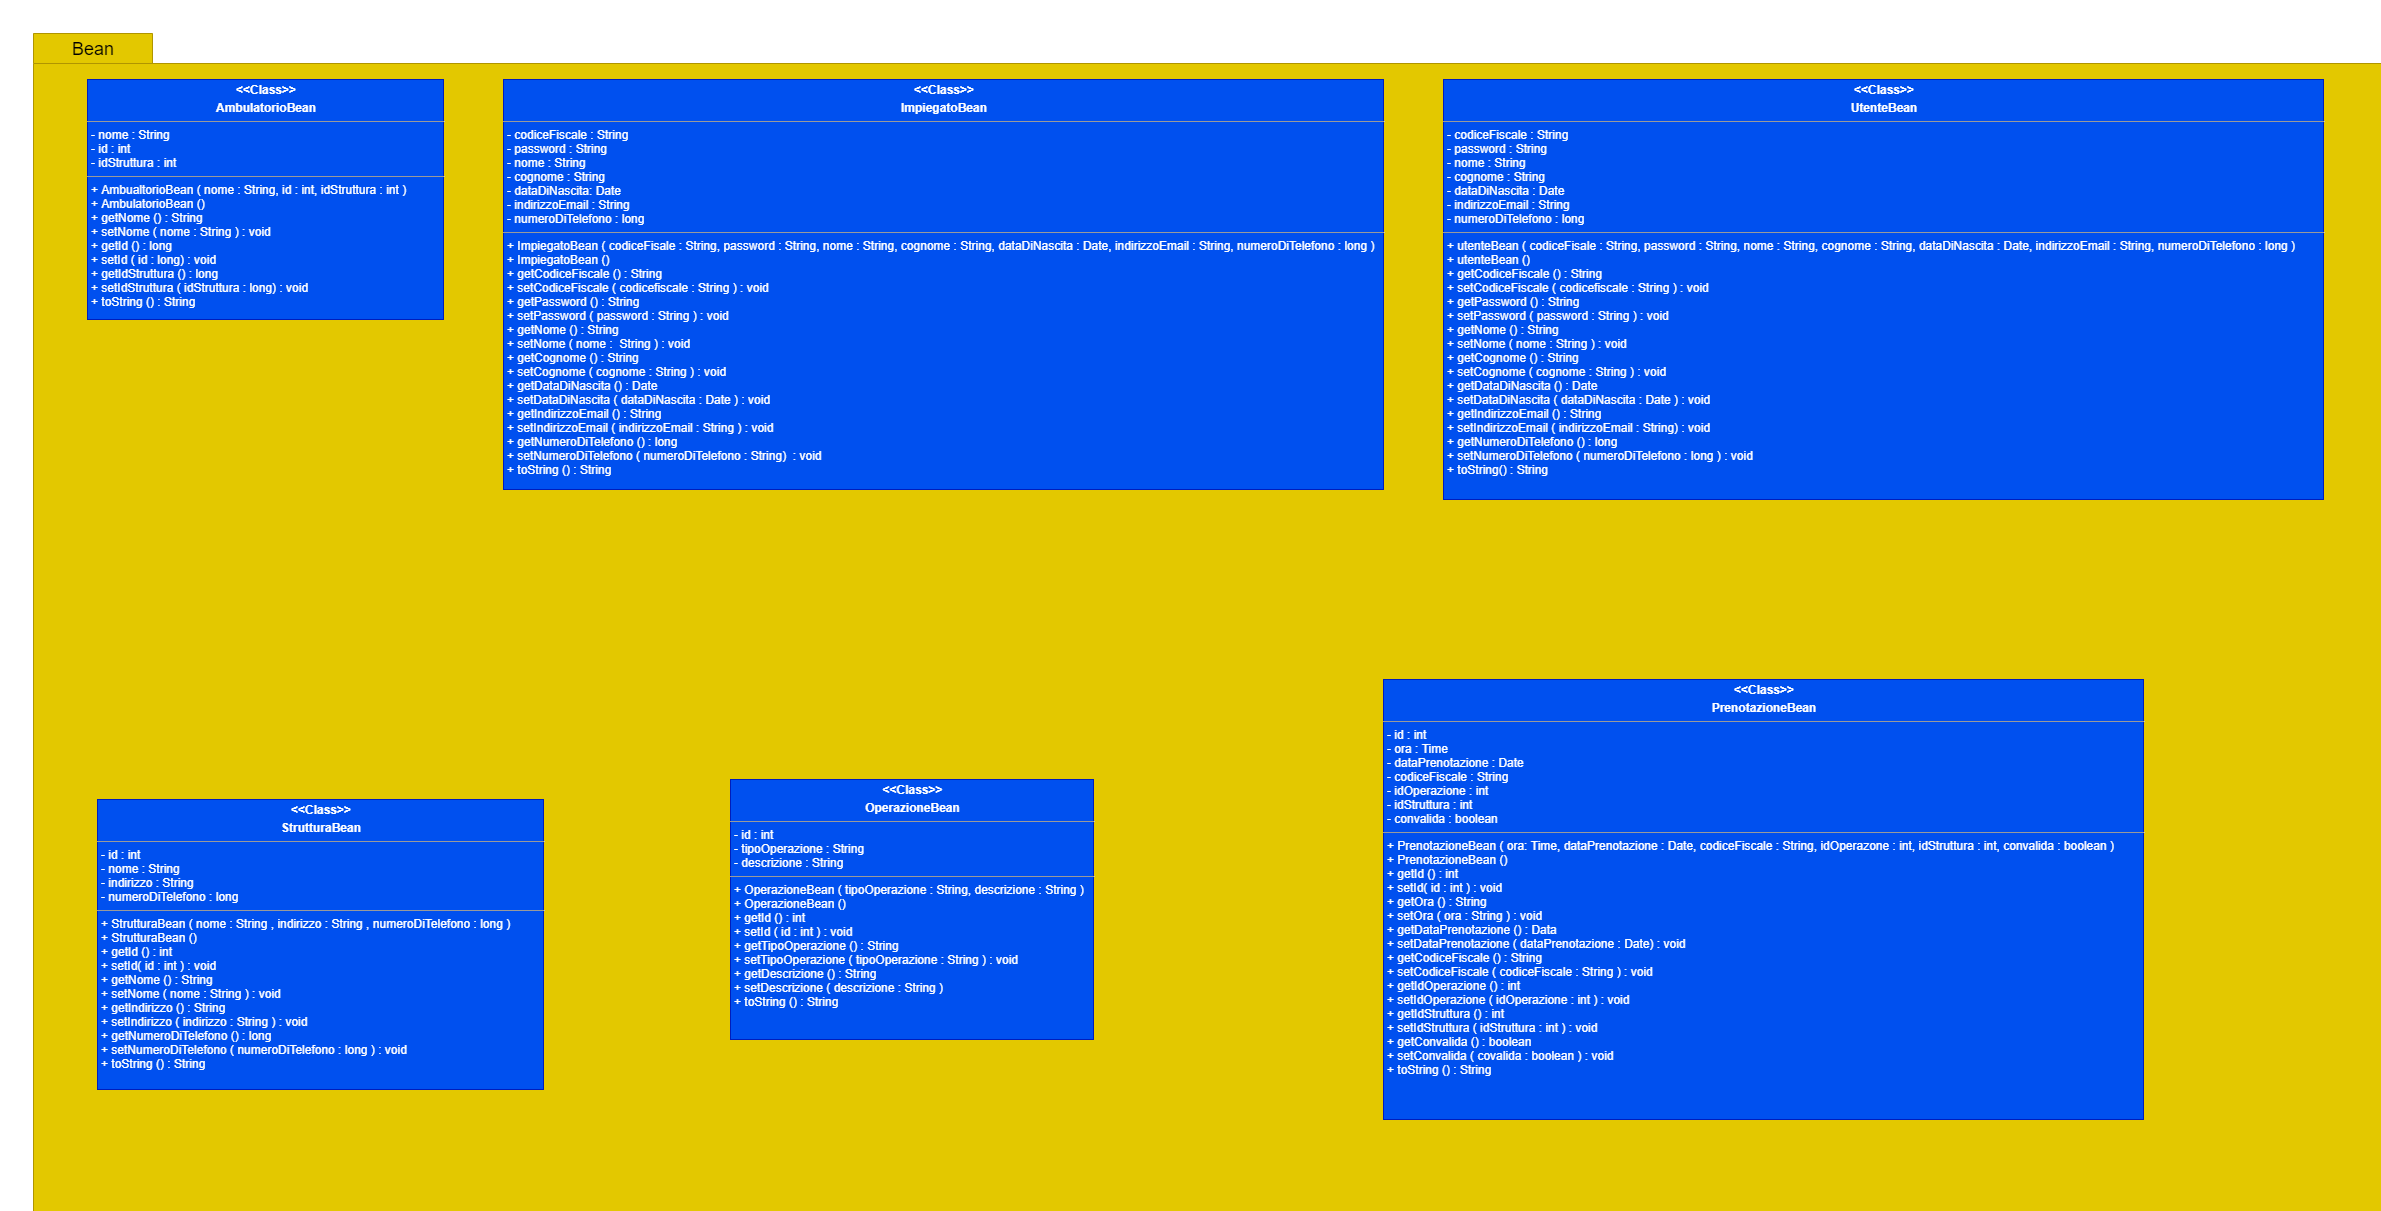 Bean
<<Class>>
AmbulatorioBean
- nome : String
- id : int
- idStruttura : int
+ AmbualtorioBean ( nome : String, id : int, idStruttura : int )
+ AmbulatorioBean ()
+ getNome () : String
+ setNome ( nome : String ) : void
+ getId () : long
+ setId ( id : long) : void
+ getIdStruttura () : long
+ setIdStruttura ( idStruttura : long) : void
+ toString () : String
<<Class>>
ImpiegatoBean
- codiceFiscale : String
- password : String
- nome : String
- cognome : String
- dataDiNascita: Date
- indirizzoEmail : String
- numeroDiTelefono : long
+ ImpiegatoBean ( codiceFisale : String, password : String, nome : String, cognome : String, dataDiNascita : Date, indirizzoEmail : String, numeroDiTelefono : long )
+ ImpiegatoBean ()
+ getCodiceFiscale () : String
+ setCodiceFiscale ( codicefiscale : String ) : void
+ getPassword () : String
+ setPassword ( password : String ) : void
+ getNome () : String
+ setNome ( nome :  String ) : void
+ getCognome () : String
+ setCognome ( cognome : String ) : void
+ getDataDiNascita () : Date
+ setDataDiNascita ( dataDiNascita : Date ) : void
+ getIndirizzoEmail () : String
+ setIndirizzoEmail ( indirizzoEmail : String ) : void
+ getNumeroDiTelefono () : long
+ setNumeroDiTelefono ( numeroDiTelefono : String)  : void
+ toString () : String
<<Class>>
UtenteBean
- codiceFiscale : String
- password : String
- nome : String
- cognome : String
- dataDiNascita : Date
- indirizzoEmail : String
- numeroDiTelefono : long
+ utenteBean ( codiceFisale : String, password : String, nome : String, cognome : String, dataDiNascita : Date, indirizzoEmail : String, numeroDiTelefono : long )
+ utenteBean ()
+ getCodiceFiscale () : String
+ setCodiceFiscale ( codicefiscale : String ) : void
+ getPassword () : String
+ setPassword ( password : String ) : void
+ getNome () : String
+ setNome ( nome : String ) : void
+ getCognome () : String
+ setCognome ( cognome : String ) : void
+ getDataDiNascita () : Date
+ setDataDiNascita ( dataDiNascita : Date ) : void
+ getIndirizzoEmail () : String
+ setIndirizzoEmail ( indirizzoEmail : String) : void
+ getNumeroDiTelefono () : long
+ setNumeroDiTelefono ( numeroDiTelefono : long ) : void
+ toString() : String
<<Class>>
StrutturaBean
- id : int
- nome : String
- indirizzo : String
- numeroDiTelefono : long
+ StrutturaBean ( nome : String , indirizzo : String , numeroDiTelefono : long )
+ StrutturaBean ()
+ getId () : int
+ setId( id : int ) : void
+ getNome () : String
+ setNome ( nome : String ) : void
+ getIndirizzo () : String
+ setIndirizzo ( indirizzo : String ) : void
+ getNumeroDiTelefono () : long
+ setNumeroDiTelefono ( numeroDiTelefono : long ) : void
+ toString () : String
<<Class>>
OperazioneBean
- id : int
- tipoOperazione : String
- descrizione : String
+ OperazioneBean ( tipoOperazione : String, descrizione : String )
+ OperazioneBean ()
+ getId () : int
+ setId ( id : int ) : void
+ getTipoOperazione () : String
+ setTipoOperazione ( tipoOperazione : String ) : void
+ getDescrizione () : String
+ setDescrizione ( descrizione : String )
+ toString () : String
<<Class>>
PrenotazioneBean
- id : int
- ora : Time
- dataPrenotazione : Date
- codiceFiscale : String
- idOperazione : int
- idStruttura : int
- convalida : boolean
+ PrenotazioneBean ( ora: Time, dataPrenotazione : Date, codiceFiscale : String, idOperazone : int, idStruttura : int, convalida : boolean )
+ PrenotazioneBean ()
+ getId () : int
+ setId( id : int ) : void
+ getOra () : String
+ setOra ( ora : String ) : void
+ getDataPrenotazione () : Data
+ setDataPrenotazione ( dataPrenotazione : Date) : void
+ getCodiceFiscale () : String
+ setCodiceFiscale ( codiceFiscale : String ) : void
+ getIdOperazione () : int
+ setIdOperazione ( idOperazione : int ) : void
+ getIdStruttura () : int
+ setIdStruttura ( idStruttura : int ) : void
+ getConvalida () : boolean
+ setConvalida ( covalida : boolean ) : void
+ toString () : String